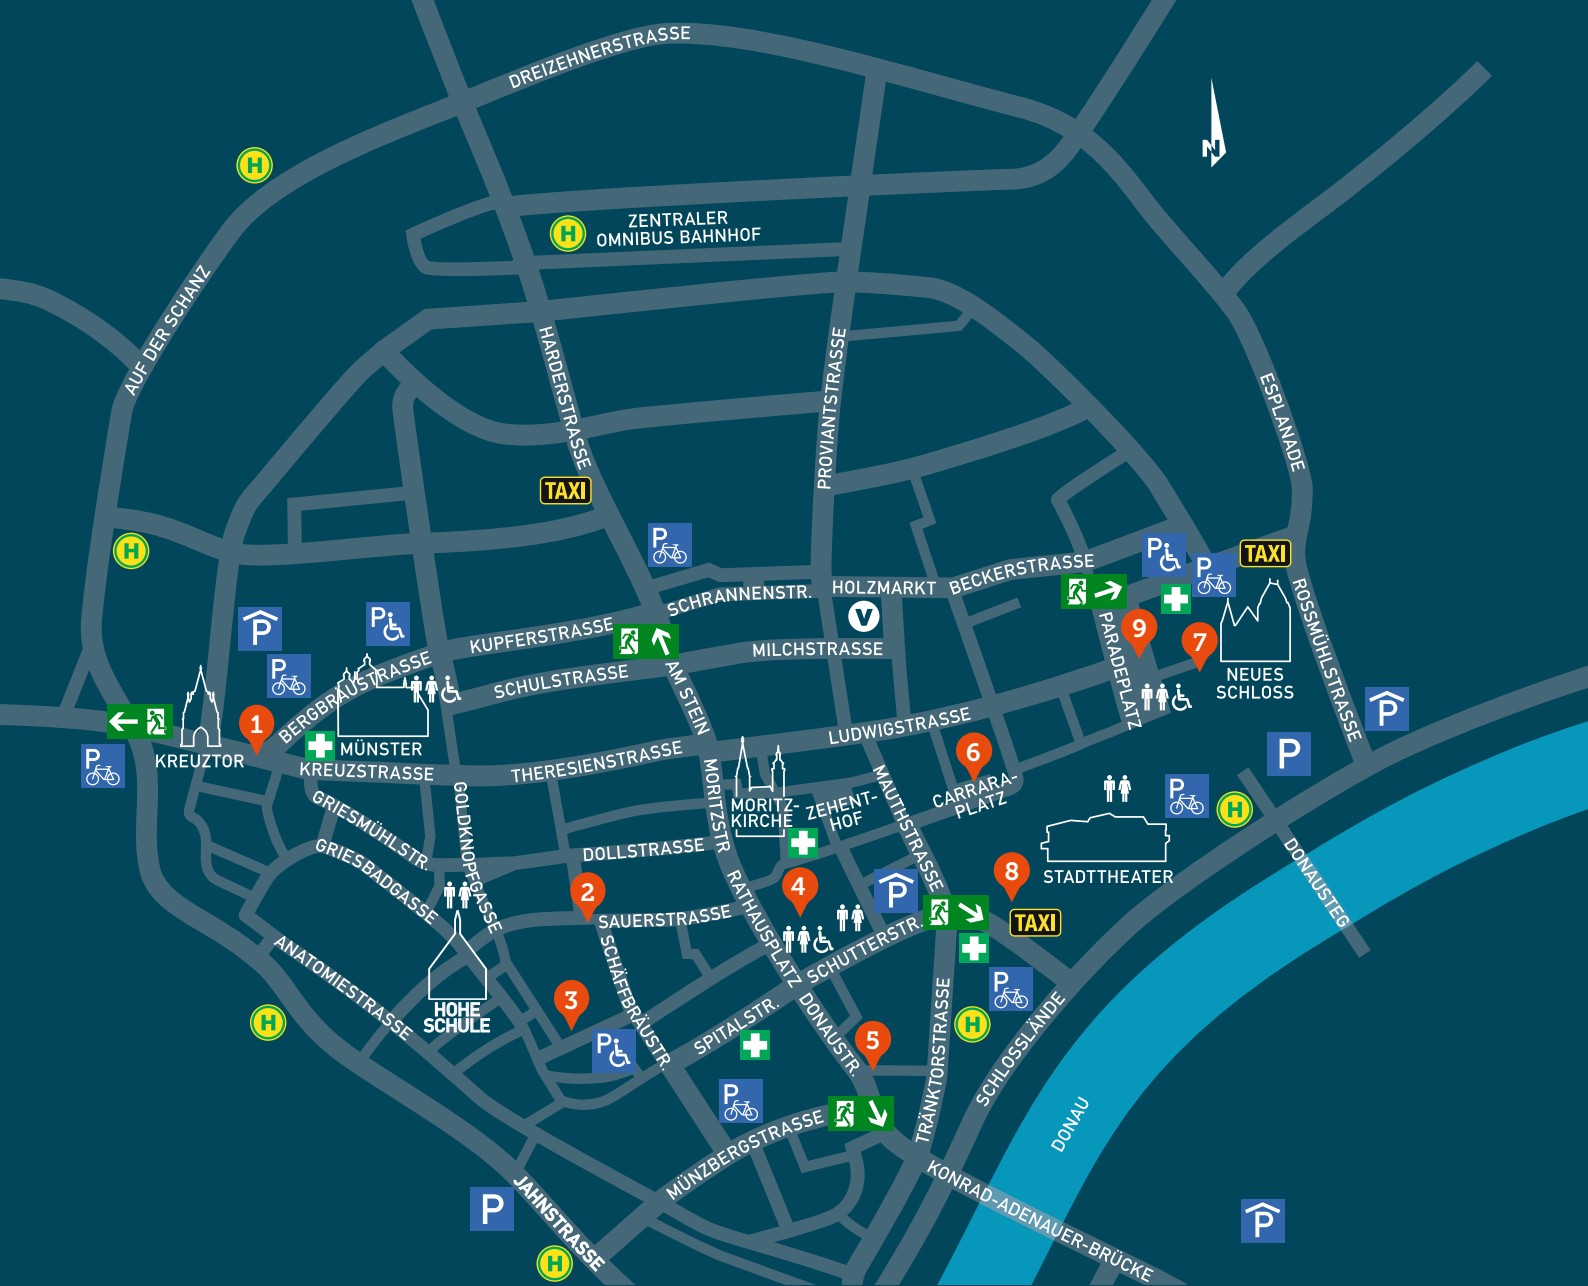 DREIZEHNERSTRASSE
N
H
H
ZENTRALER
OMNIBUS BAHNHOF
AUF DER SCHANZ
HARDERSTRASSE
PROVIANTSTRASSE
ESPLANADE
TAXI
H
P
P
P
TAXI
BECKERSTRASSE
HOLZMARKT
SCHRANNENSTR.
V
KUPFERSTRASSE
MILCHSTRASSE
SCHULSTRASSE
AM STEIN
P
P
P
BERGBRÄUSTRASSE
1
MÜNSTER
KREUZTOR
P
KREUZSTRASSE
PARADEPLATZ
9
7
NEUES
SCHLOSS
ROSSMÜHLSTRASSE
P
P
LUDWIGSTRASSE
THERESIENSTRASSE
6
CARRARA-
PLATZ
MORITZSTR
MORITZ-
KIRCHE
ZEHENT-
HOF
MAUTHSTRASSE
GRIESMÜHLSTR.
GOLDKNOPFGASSE
GRIESBADGASSE
DOLLSTRASSE
P
H
STADTTHEATER
DONAUSTEG
8
TAXI
P
4
2
SAUERSTRASSE
RATHAUSPLATZ
SCHUTTERSTR.
SCHÄFFBRÄUSTR.
ANATOMIESTRASSE
HOHE
SCHULE
3
P
H
SPITALSTR.
DONAUSTR.
5
P
H
TRÄNKTORSTRASSE
SCHLOSSLÄNDE
DONAU
P
MÜNZBERGSTRASSE
KONRAD-ADENAUER-BRÜCKE
P
JAHNSTRASSE
H
P